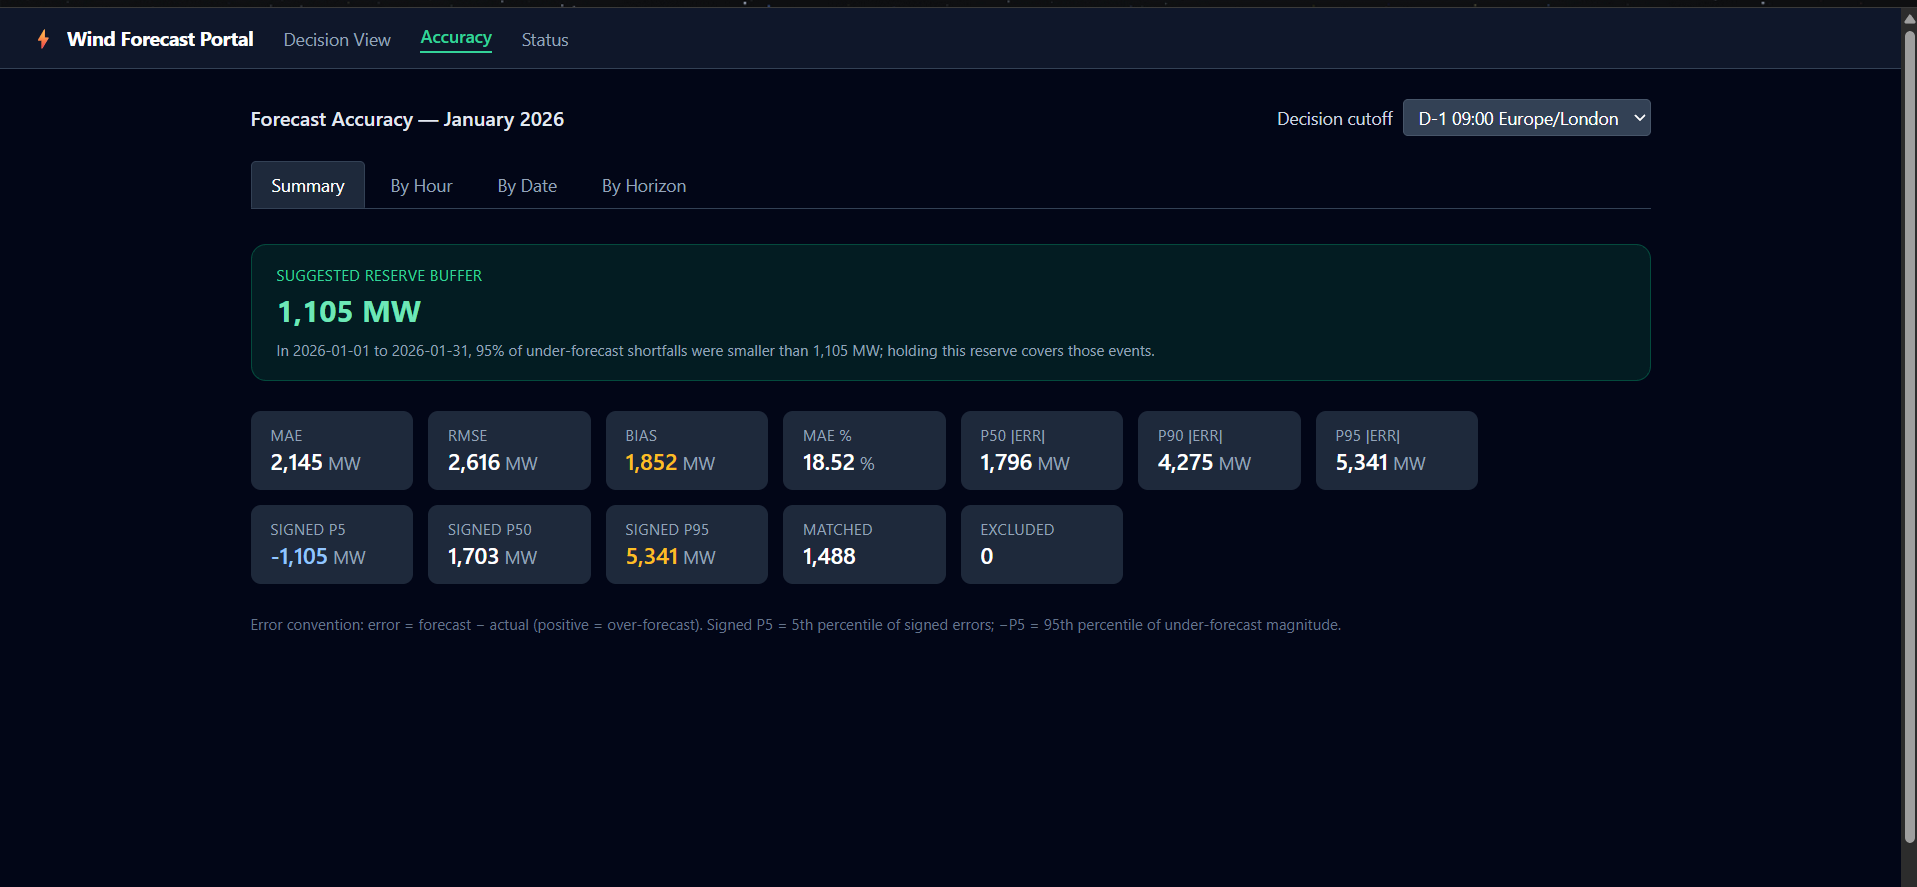 Wind Forecast Portal Decision View Accuracy Status
Forecast Accuracy — January 2026
Decision cutoff D-1 09:00 Europe/London
Summary By Hour By Date By Horizon
SUGGESTED RESERVE BUFFER
1,105 MW
In 2026-01-01 to 2026-01-31, 95% of under-forecast shortfalls were smaller than 1,105 MW; holding this reserve covers those events.
MAE
2,145 MW
RMSE
2,616 MW
BIAS
1,852 MW
MAE %
18.52 %
P50 |ERR|
1,796 MW
P90 |ERR|
4,275 MW
P95 |ERR|
5,341 MW
SIGNED P5
-1,105 MW
SIGNED P50
1,703 MW
SIGNED P95
5,341 MW
MATCHED
1,488
EXCLUDED
0
Error convention: error = forecast − actual (positive = over-forecast). Signed P5 = 5th percentile of signed errors; −P5 = 95th percentile of under-forecast magnitude.